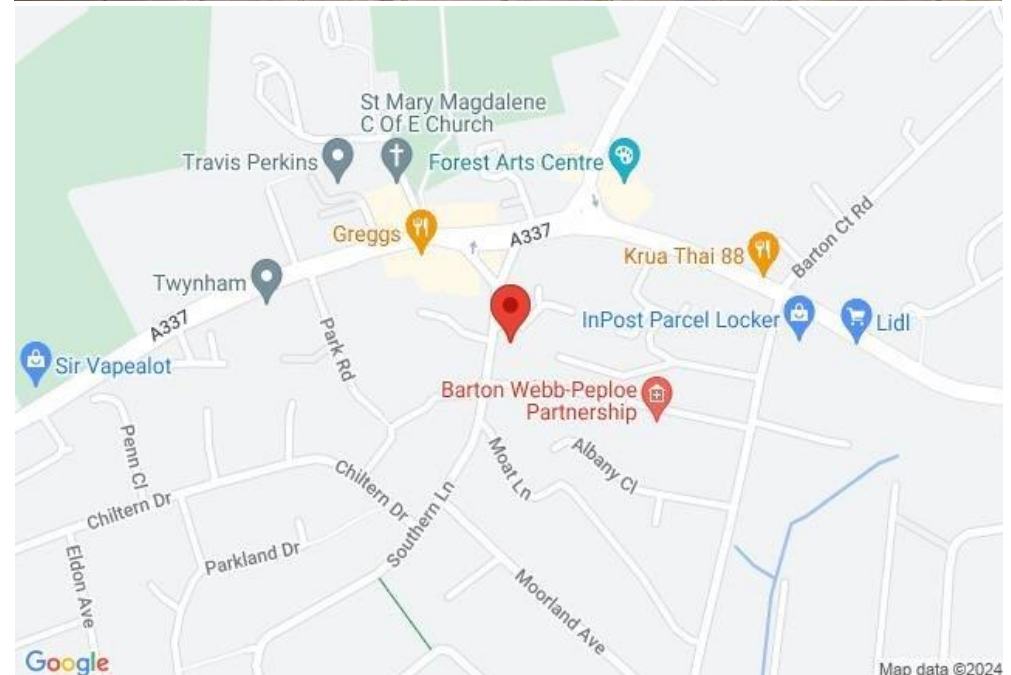 St Mary Magdalene
C Of E Church
Travis Perkins
Forest Arts Centre
Greggs
A337
Krua Thai 88
Barton Ct Rd
Twynham
A337
InPost Parcel Locker
Lidl
Park Rd
Sir Vapealot
Barton Webb-Peploe
Partnership
Penn Cl
Moat Ln
Albany Cl
Chiltern Dr
Chiltern Dr
Southern Ln
Parkland Dr
Eldon Ave
Moorland Ave
Google
Map data ©2024